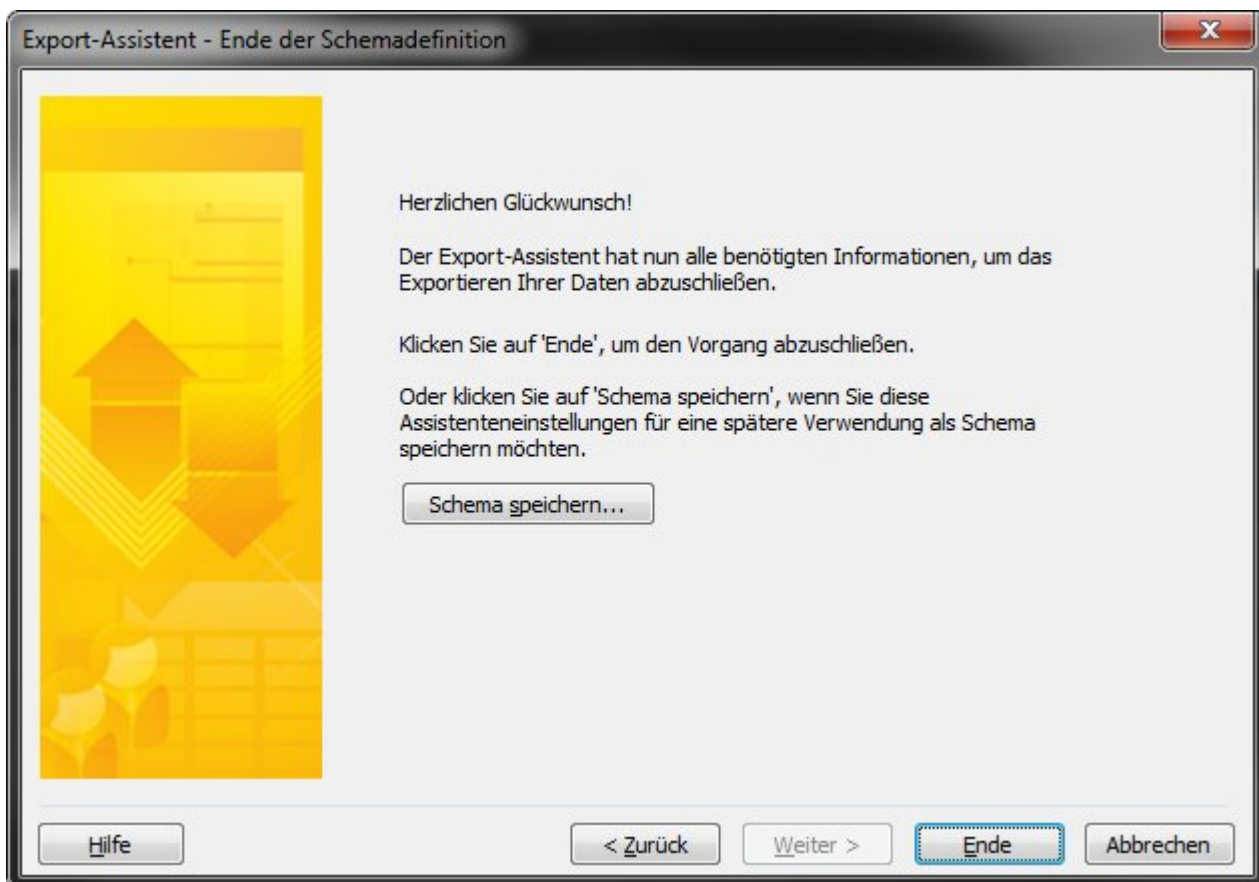 Export-Assistent - Ende der Schemadefinition
Herzlichen Glückwunsch!
Der Export-Assistent hat nun alle benötigten Informationen, um das
Exportieren Ihrer Daten abzuschließen.
Klicken Sie auf 'Ende', um den Vorgang abzuschließen.
Oder klicken Sie auf 'Schema speichern', wenn Sie diese
Assistenteneinstellungen für eine spätere Verwendung als Schema
speichern möchten.
Schema speichern...
Hilfe
< Zurück
Weiter >
Ende
Abbrechen